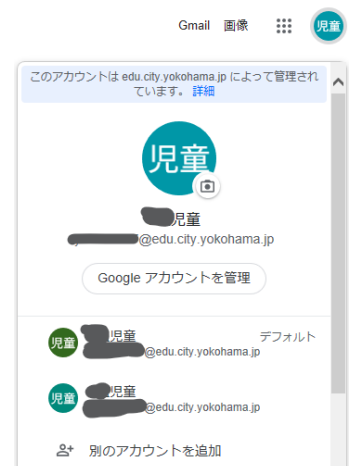 Gmail 画像 児童
このアカウントは edu.city.yokohama.jp によって管理され
ています。 詳細
児童
児童
@edu.city.yokohama.jp
Google アカウントを管理
児童 児童 デフォルト
@edu.city.yokohama.jp
児童 児童
@edu.city.yokohama.jp
別のアカウントを追加